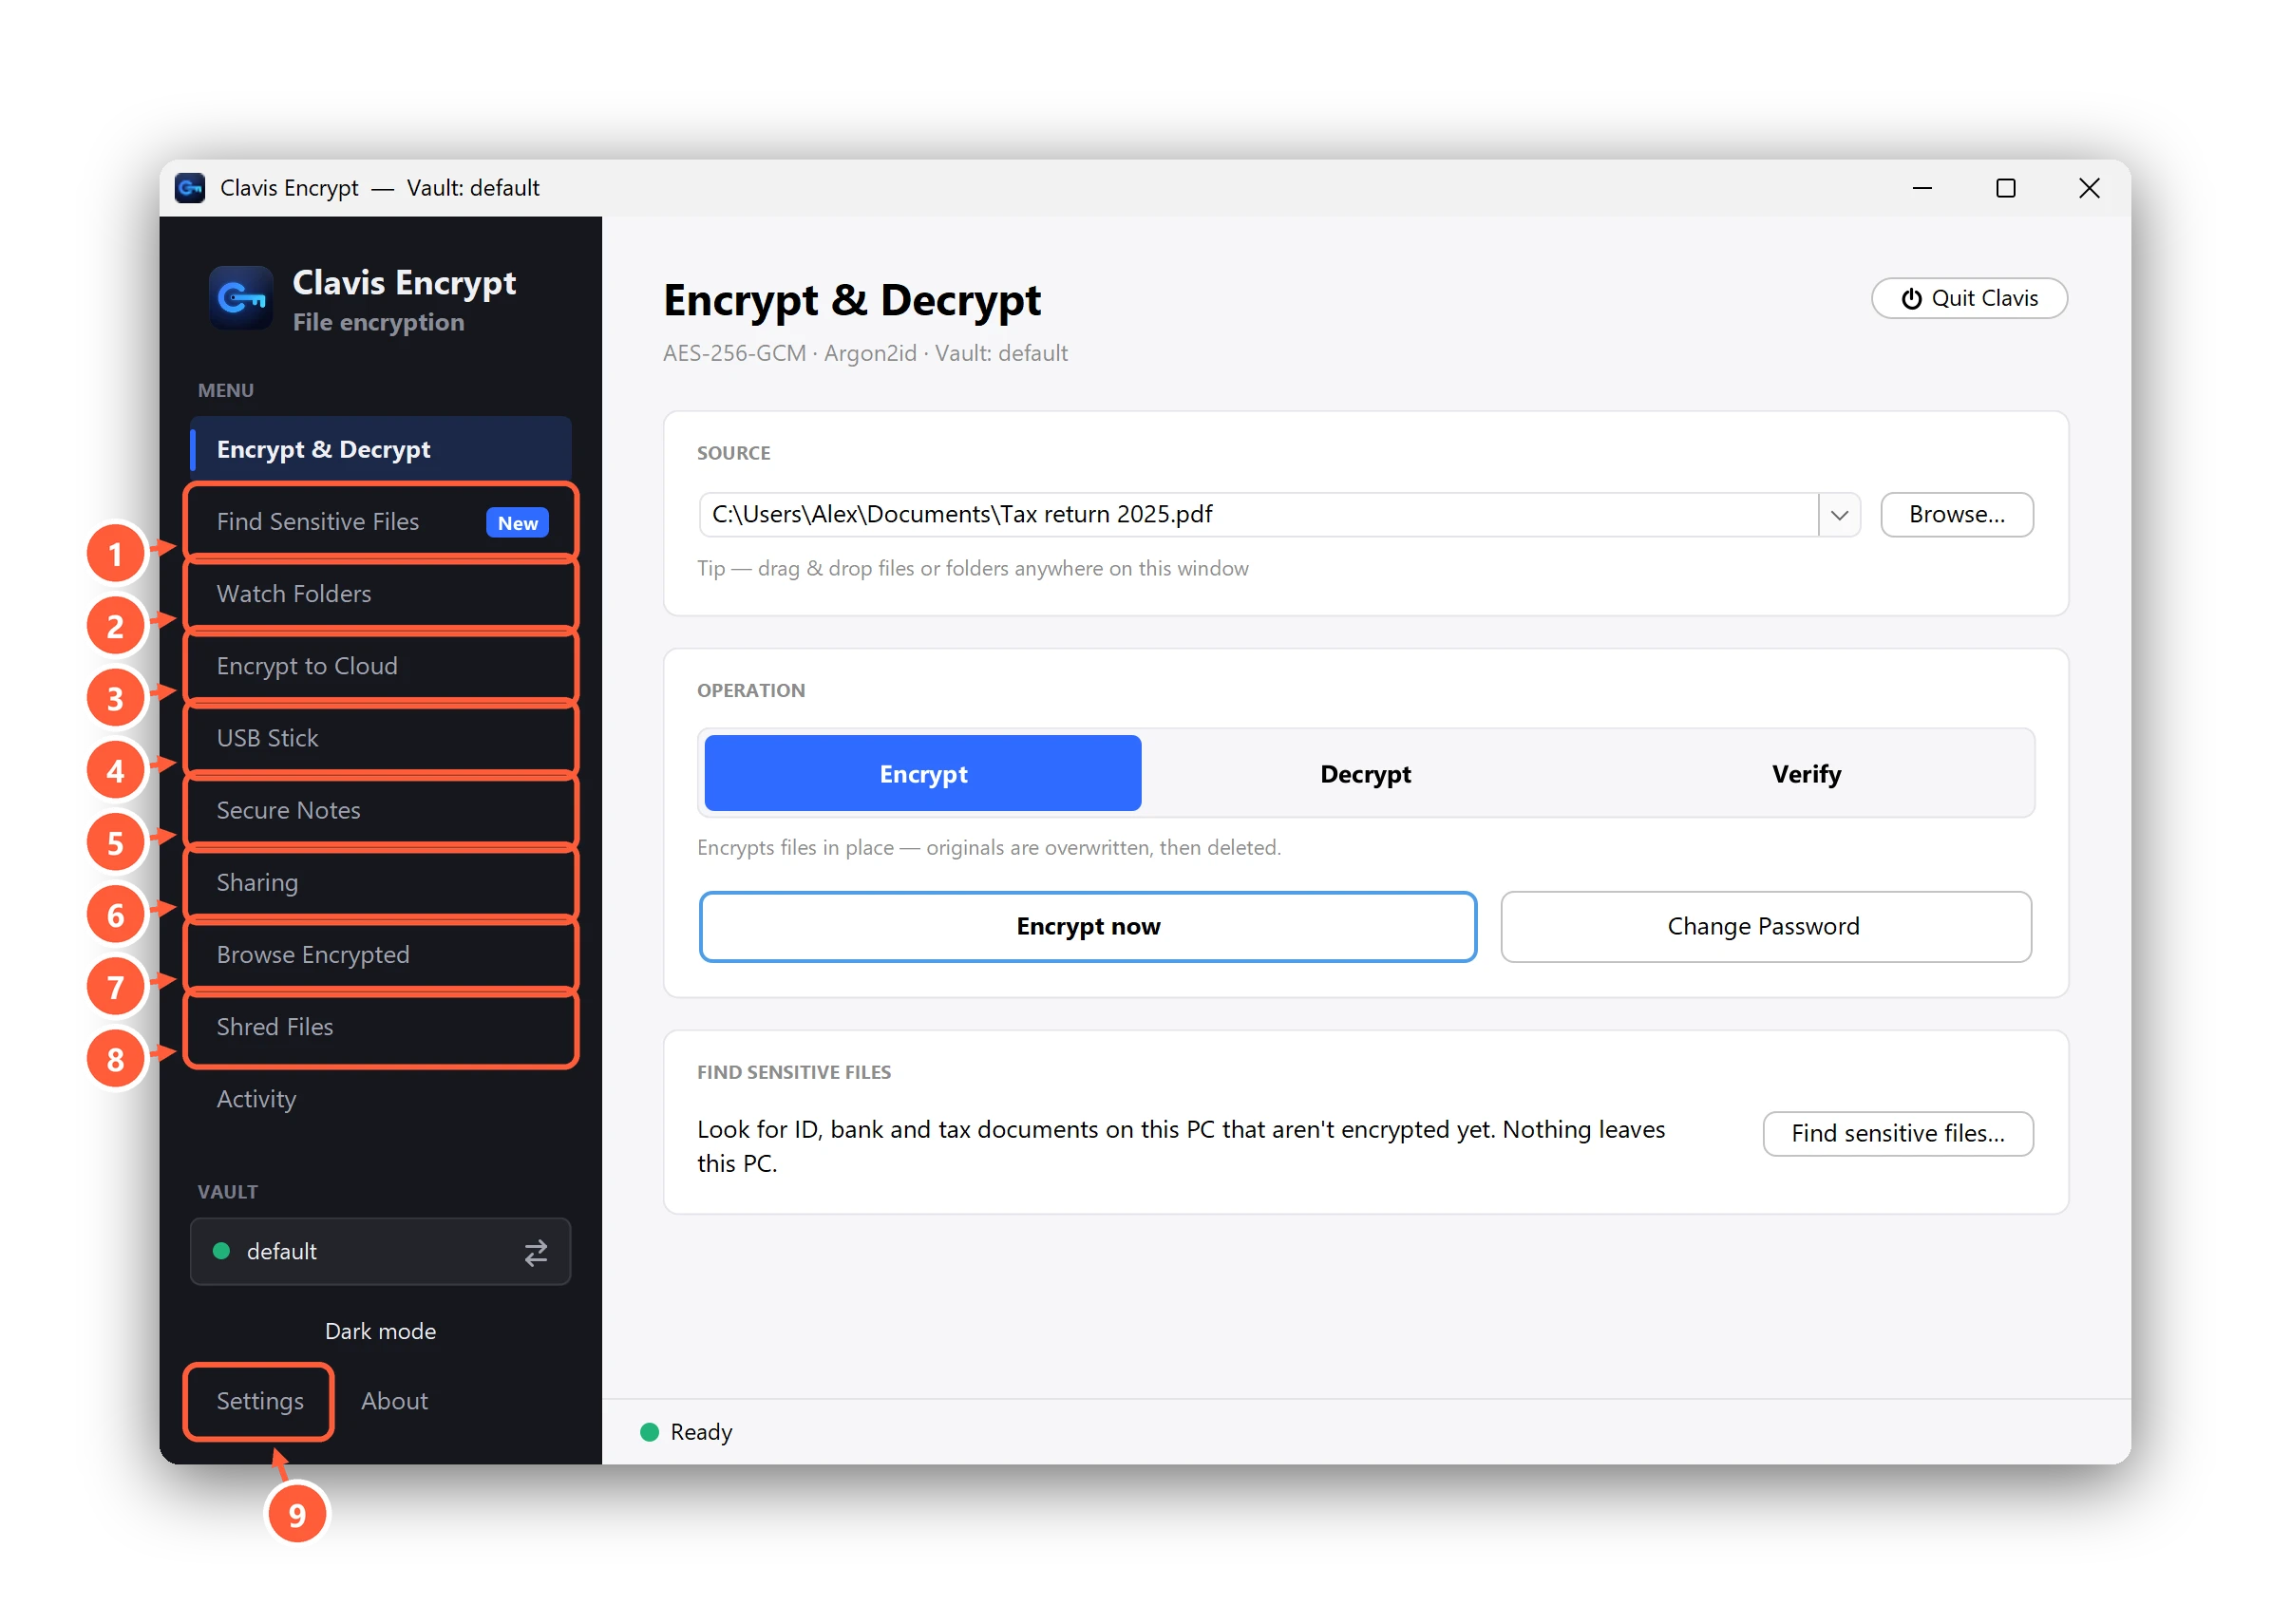 Clavis Encrypt — Vault: default
Clavis Encrypt
File encryption
MENU
Encrypt & Decrypt
Find Sensitive Files New
1
Watch Folders
2
Encrypt to Cloud
3
USB Stick
4
Secure Notes
5
Sharing
6
Browse Encrypted
7
Shred Files
8
Activity
VAULT
default
Dark mode
Settings About
9
Encrypt & Decrypt
Quit Clavis
AES-256-GCM · Argon2id · Vault: default
SOURCE
C:\Users\Alex\Documents\Tax return 2025.pdf
Browse...
Tip — drag & drop files or folders anywhere on this window
OPERATION
Encrypt Decrypt Verify
Encrypts files in place — originals are overwritten, then deleted.
Encrypt now Change Password
FIND SENSITIVE FILES
Look for ID, bank and tax documents on this PC that aren't encrypted yet. Nothing leaves
this PC.
Find sensitive files...
Ready